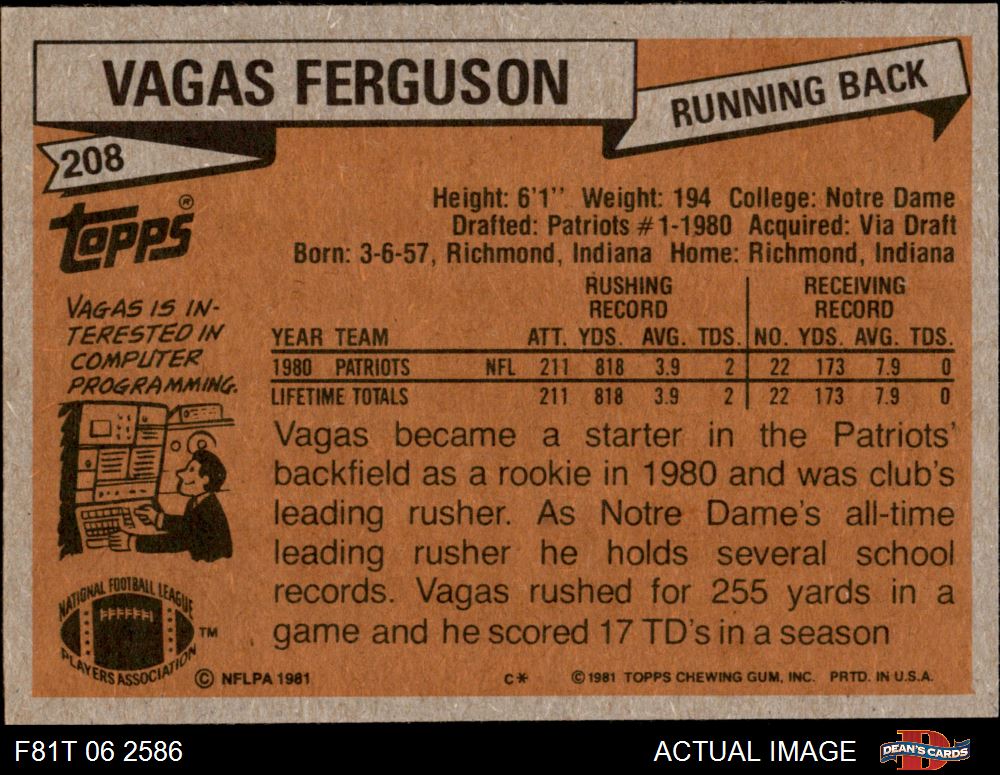 VAGAS FERGUSON
RUNNING BACK
208
TOPPS®
Height: 6'1'' Weight: 194 College: Notre Dame
Drafted: Patriots #1-1980 Acquired: Via Draft
Born: 3-6-57, Richmond, Indiana Home: Richmond, Indiana
VAGAS IS IN-
TERESTED IN
COMPUTER
PROGRAMMING.
RUSHING RECEIVING
RECORD RECORD
YEAR TEAM ATT. YDS. AVG. TDS. NO. YDS. AVG. TDS.
1980 PATRIOTS NFL 211 818 3.9 2 22 173 7.9 0
LIFETIME TOTALS 211 818 3.9 2 22 173 7.9 0
Vagas became a starter in the Patriots'
backfield as a rookie in 1980 and was club's
leading rusher. As Notre Dame's all-time
leading rusher he holds several school
records. Vagas rushed for 255 yards in a
game and he scored 17 TD's in a season
NATIONAL FOOTBALL LEAGUE
PLAYERS ASSOCIATION
TM
© NFLPA 1981 C* © 1981 TOPPS CHEWING GUM, INC. PRTD. IN U.S.A.
F81T 06 2586 ACTUAL IMAGE DEAN'S CARDS